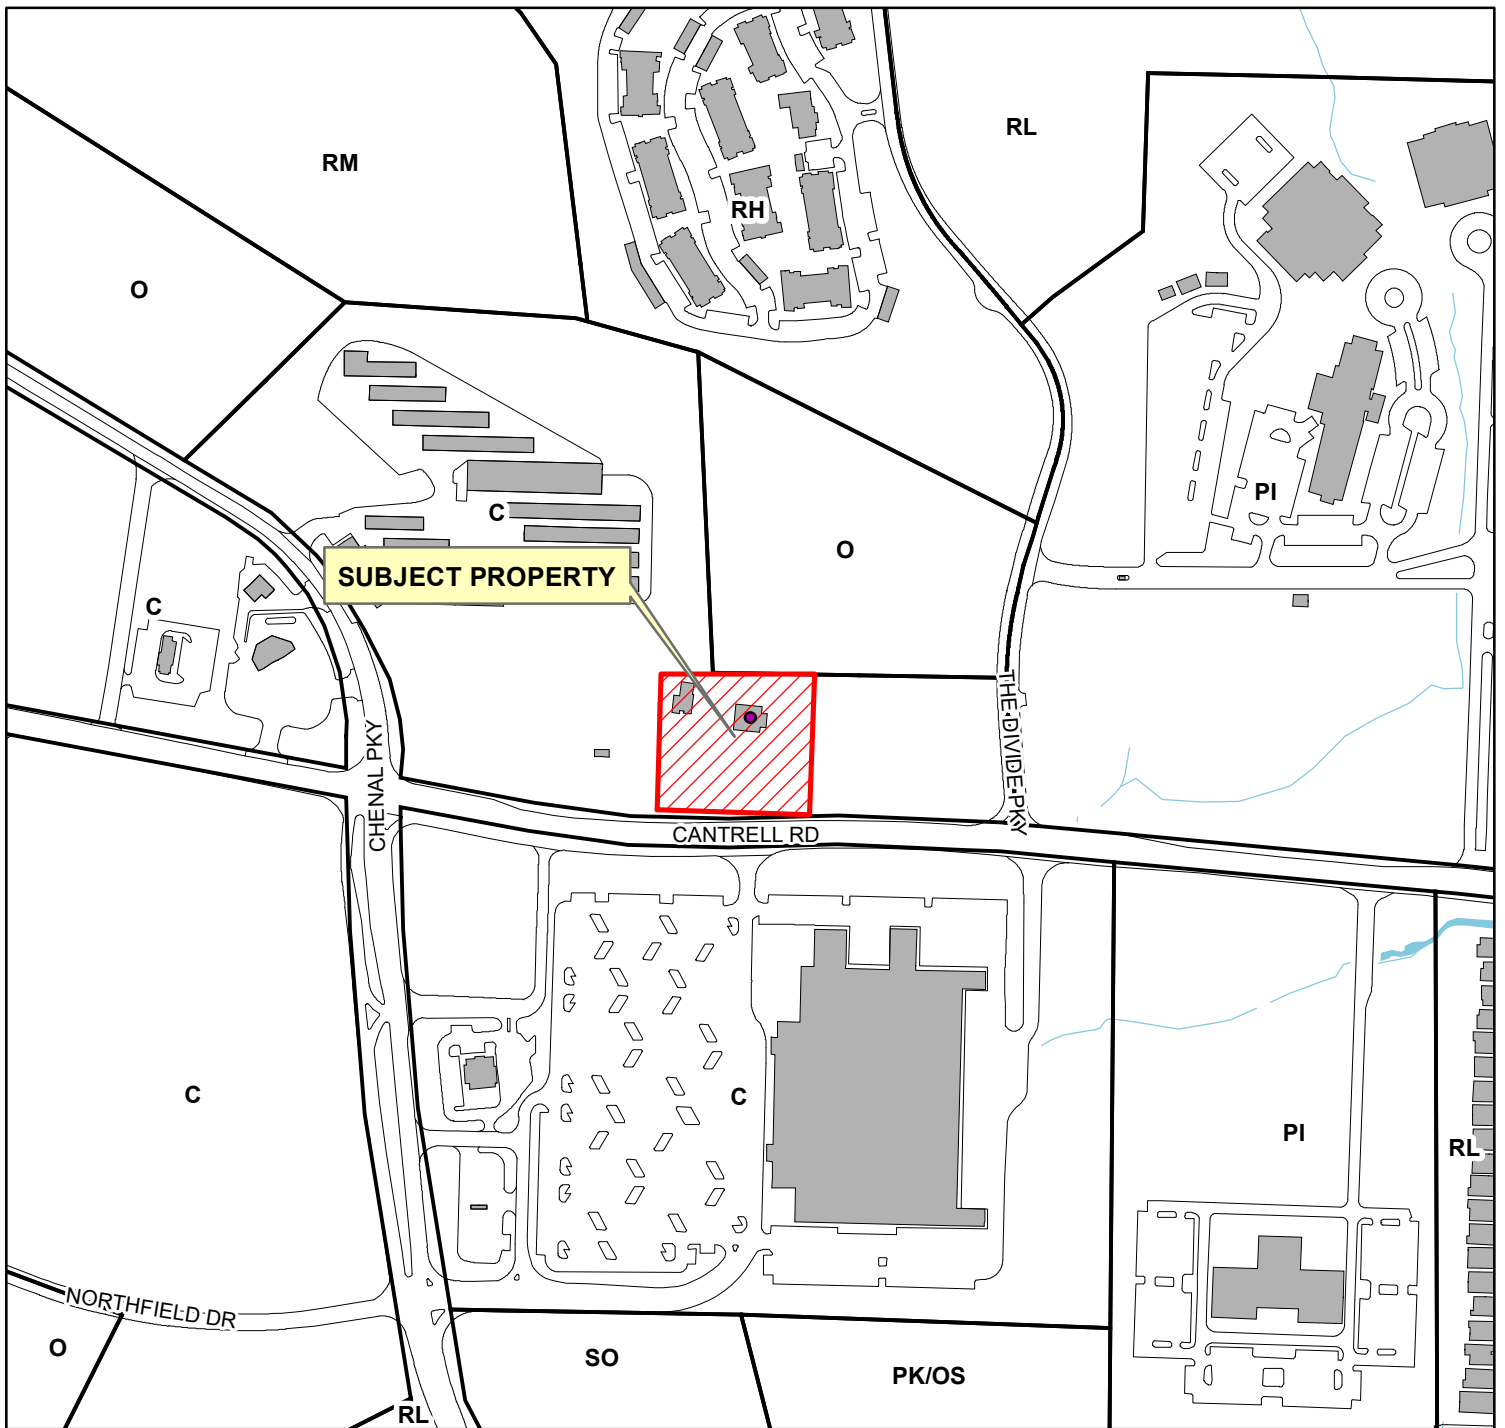 RL
RM
RH
O
PI
C
O
SUBJECT PROPERTY
C
THE DIVIDE PKY
CHENAL PKY
CANTRELL RD
C
C
PI
RL
NORTHFIELD DR
O
SO
PK/OS
RL